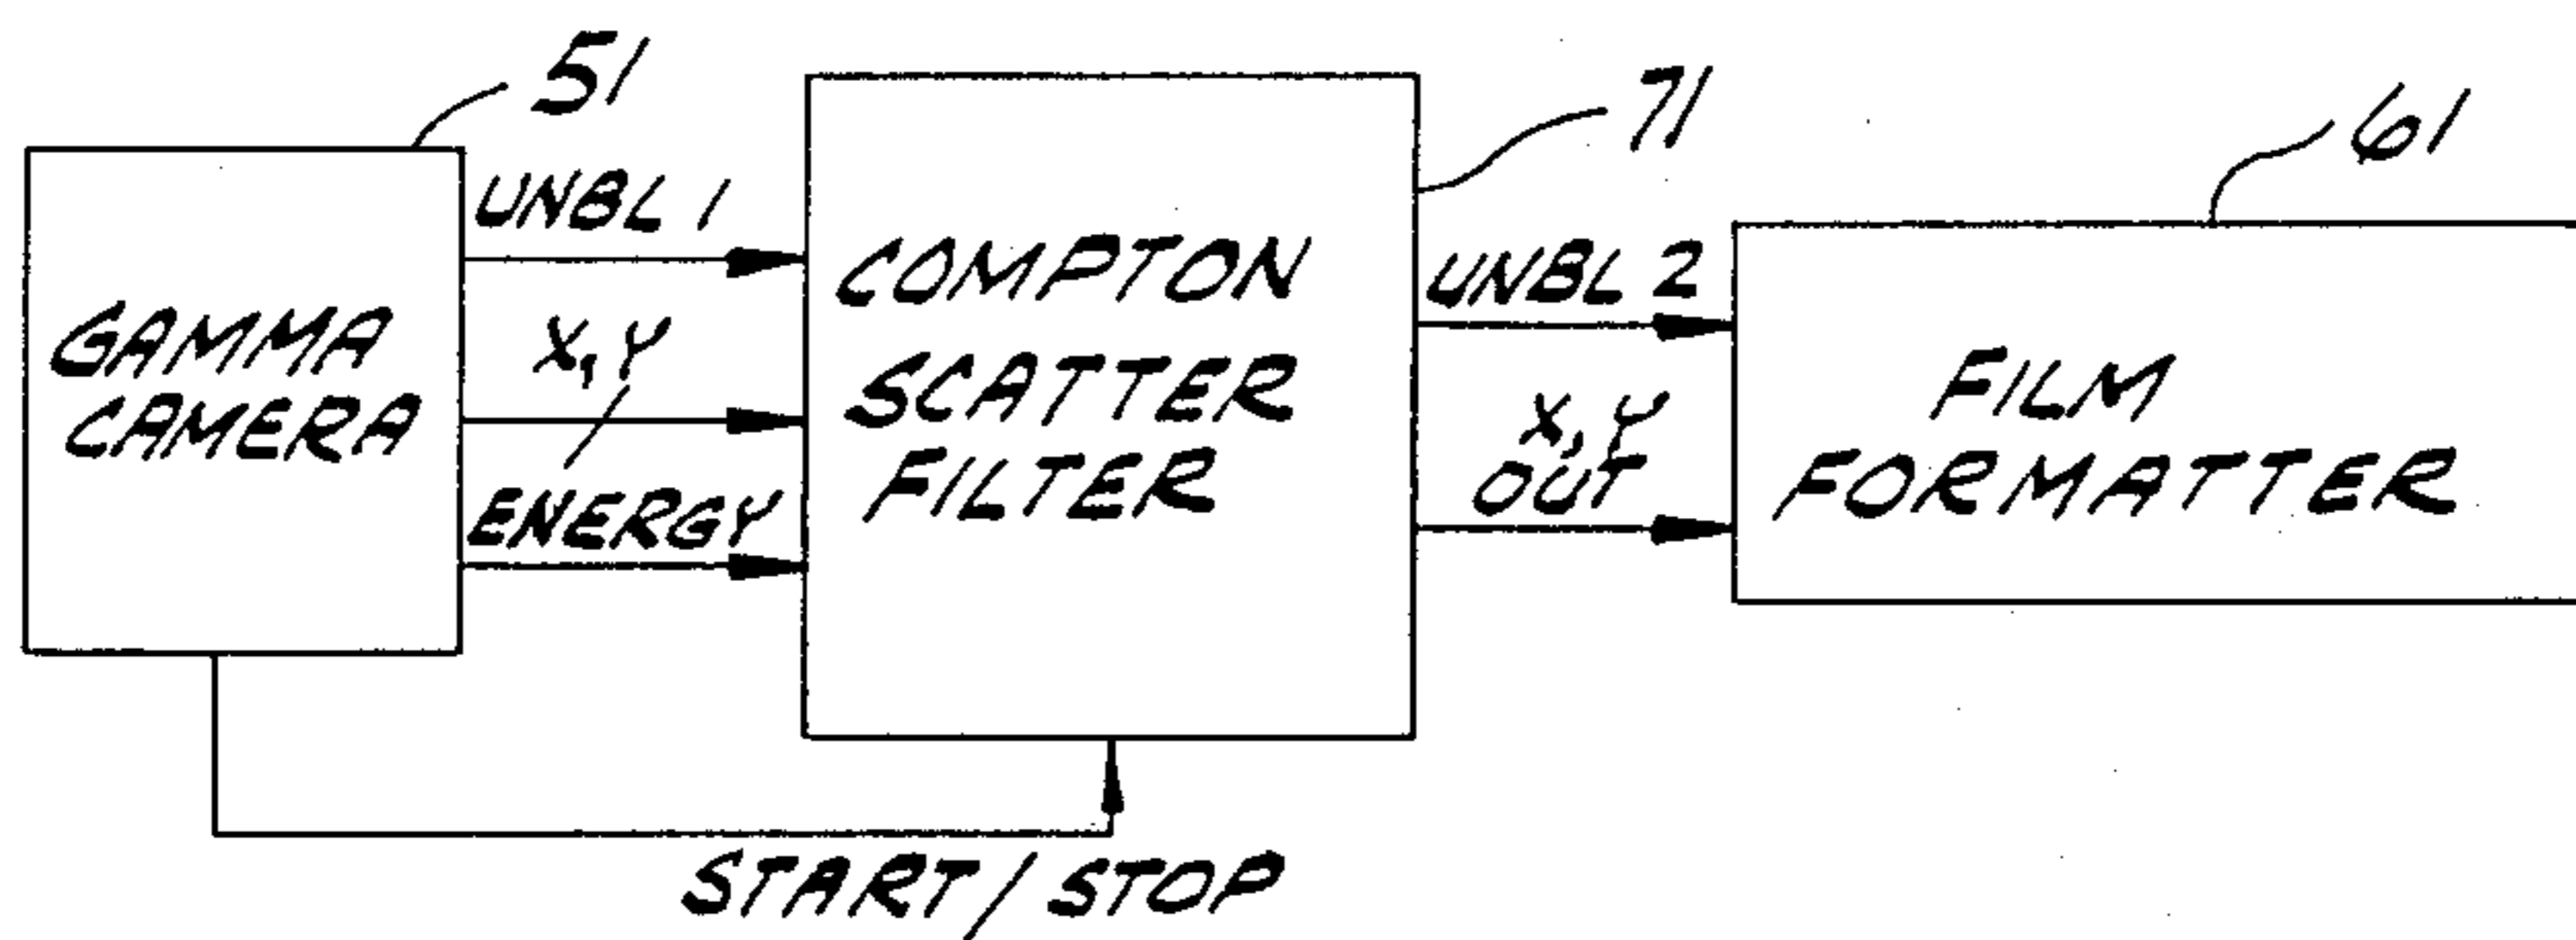 51
71
61
UNBL 1
X, Y
ENERGY
GAMMA
CAMERA
COMPTON
SCATTER
FILTER
UNBL 2
X, Y
OUT
FILM
FORMATTER
START/STOP